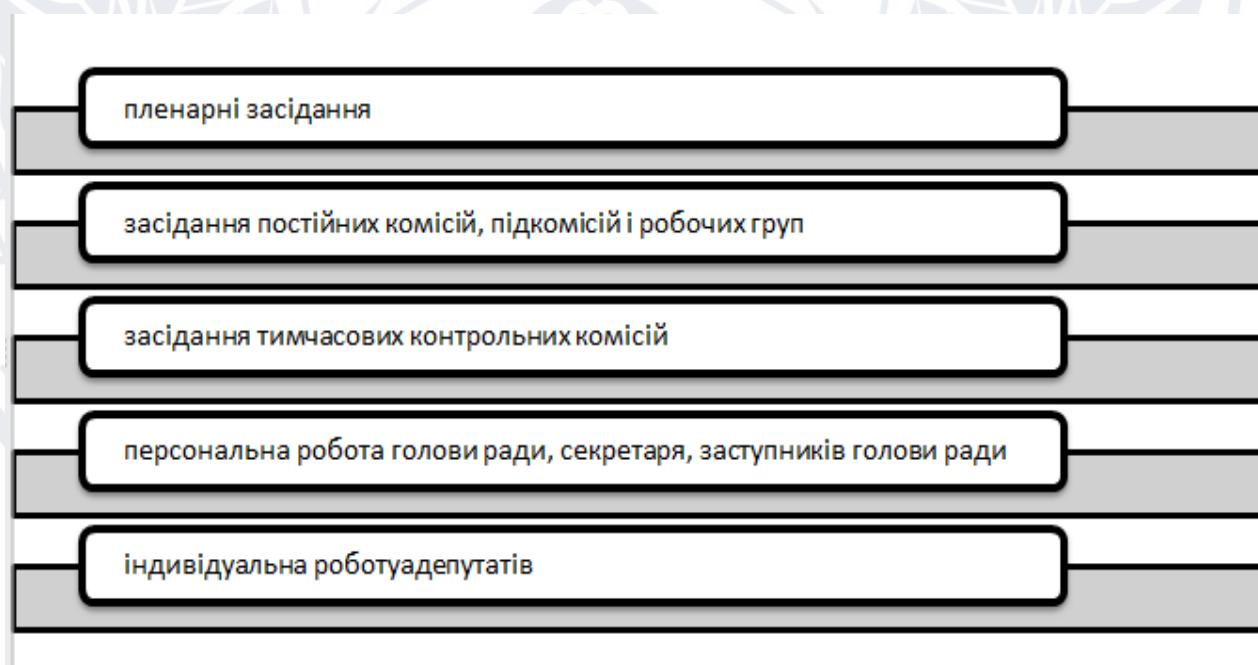 пленарні засідання
засідання постійних комісій, підкомісій і робочих груп
засідання тимчасових контрольних комісій
персональна робота голови ради, секретаря, заступників голови ради
індивідуальна роботуадепутатів